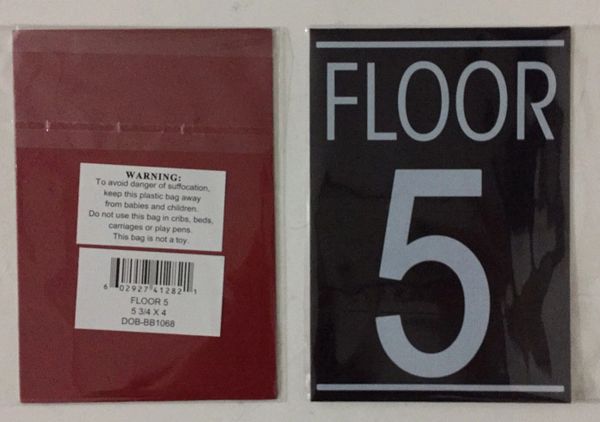 WARNING:
To avoid danger of suffocation,
keep this plastic bag away
from babies and children.
Do not use this bag in cribs, beds,
carriages or play pens.
This bag is not a toy.
6 02927 41282 1
FLOOR 5
5 3/4 X 4
DOB-BB1068
FLOOR
5